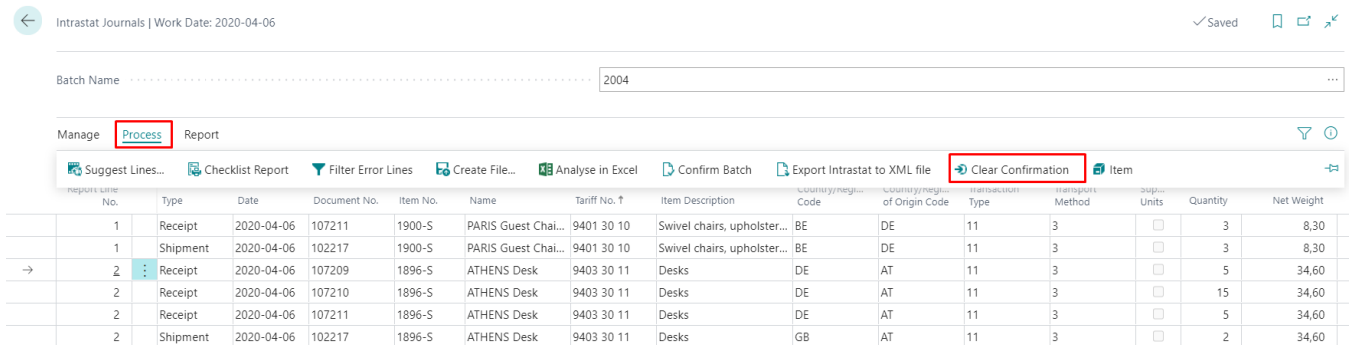 Intrastat Journals | Work Date: 2020-04-06 Saved
Batch Name 2004 ...
Manage Process Report
Suggest Lines... Checklist Report Filter Error Lines Create File... Analyse in Excel Confirm Batch Export Intrastat to XML file Clear Confirmation Item
Report Line Country/Regi... Country/Regi... Transaction Transport Sup...
No. Type Date Document No. Item No. Name Tariff No. ↑ Item Description Code of Origin Code Type Method Units Quantity Net Weight
1 Receipt 2020-04-06 107211 1900-S PARIS Guest Chai... 9401 30 10 Swivel chairs, upholster... BE DE 11 3 3 8,30
1 Shipment 2020-04-06 102217 1900-S PARIS Guest Chai... 9401 30 10 Swivel chairs, upholster... BE DE 11 3 3 8,30
2 Receipt 2020-04-06 107209 1896-S ATHENS Desk 9403 30 11 Desks DE AT 11 3 5 34,60
2 Receipt 2020-04-06 107210 1896-S ATHENS Desk 9403 30 11 Desks DE AT 11 3 15 34,60
2 Receipt 2020-04-06 107211 1896-S ATHENS Desk 9403 30 11 Desks DE AT 11 3 5 34,60
2 Shipment 2020-04-06 102217 1896-S ATHENS Desk 9403 30 11 Desks GB AT 11 3 2 34,60